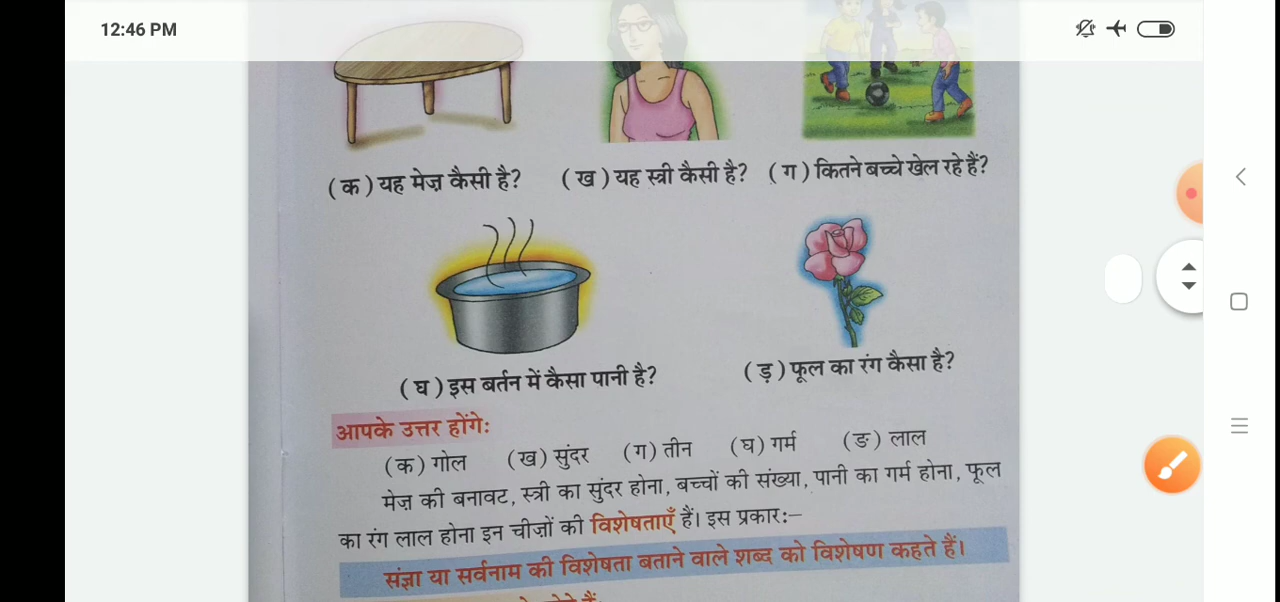 12:46 PM
(क) यह मेज़ कैसी है? (ख) यह स्त्री कैसी है? (ग) कितने बच्चे खेल रहे हैं?
(घ) इस बर्तन में कैसा पानी है? (ड़) फूल का रंग कैसा है?
आपके उत्तर होंगे:
(क) गोल (ख) सुंदर (ग) तीन (घ) गर्म (ङ) लाल
मेज़ की बनावट, स्त्री का सुंदर होना, बच्चों की संख्या, पानी का गर्म होना, फूल
का रंग लाल होना इन चीज़ों की विशेषताएँ हैं। इस प्रकार:–
संज्ञा या सर्वनाम की विशेषता बताने वाले शब्द को विशेषण कहते हैं।